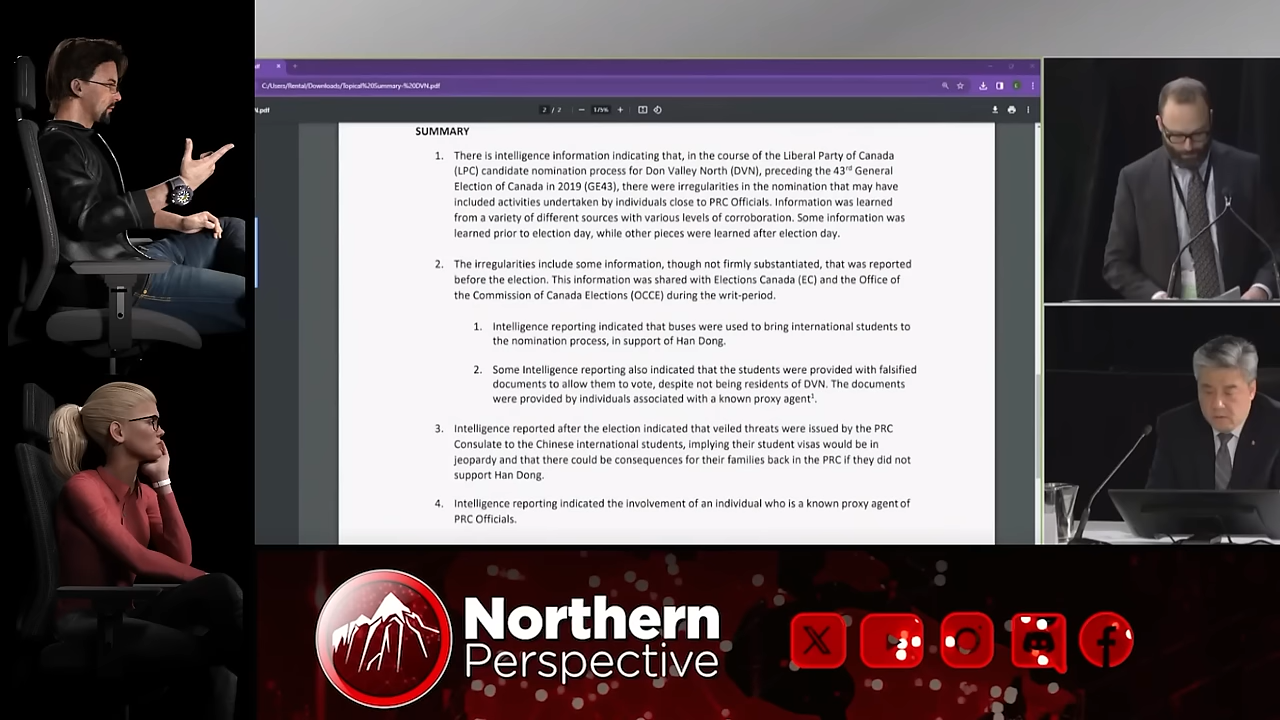 df
C:/Users/Rental/Downloads/Topical%20Summary-%20DVN.pdf
N.pdf
2 / 2
175%
SUMMARY
1. There is intelligence information indicating that, in the course of the Liberal Party of Canada
(LPC) candidate nomination process for Don Valley North (DVN), preceding the 43rd General
Election of Canada in 2019 (GE43), there were irregularities in the nomination that may have
included activities undertaken by individuals close to PRC Officials. Information was learned
from a variety of different sources with various levels of corroboration. Some information was
learned prior to election day, while other pieces were learned after election day.
2. The irregularities include some information, though not firmly substantiated, that was reported
before the election. This information was shared with Elections Canada (EC) and the Office of
the Commission of Canada Elections (OCCE) during the writ-period.
1. Intelligence reporting indicated that buses were used to bring international students to
the nomination process, in support of Han Dong.
2. Some Intelligence reporting also indicated that the students were provided with falsified
documents to allow them to vote, despite not being residents of DVN. The documents
were provided by individuals associated with a known proxy agent1.
3. Intelligence reported after the election indicated that veiled threats were issued by the PRC
Consulate to the Chinese international students, implying their student visas would be in
jeopardy and that there could be consequences for their families back in the PRC if they did not
support Han Dong.
4. Intelligence reporting indicated the involvement of an individual who is a known proxy agent of
PRC Officials.
Northern
Perspective